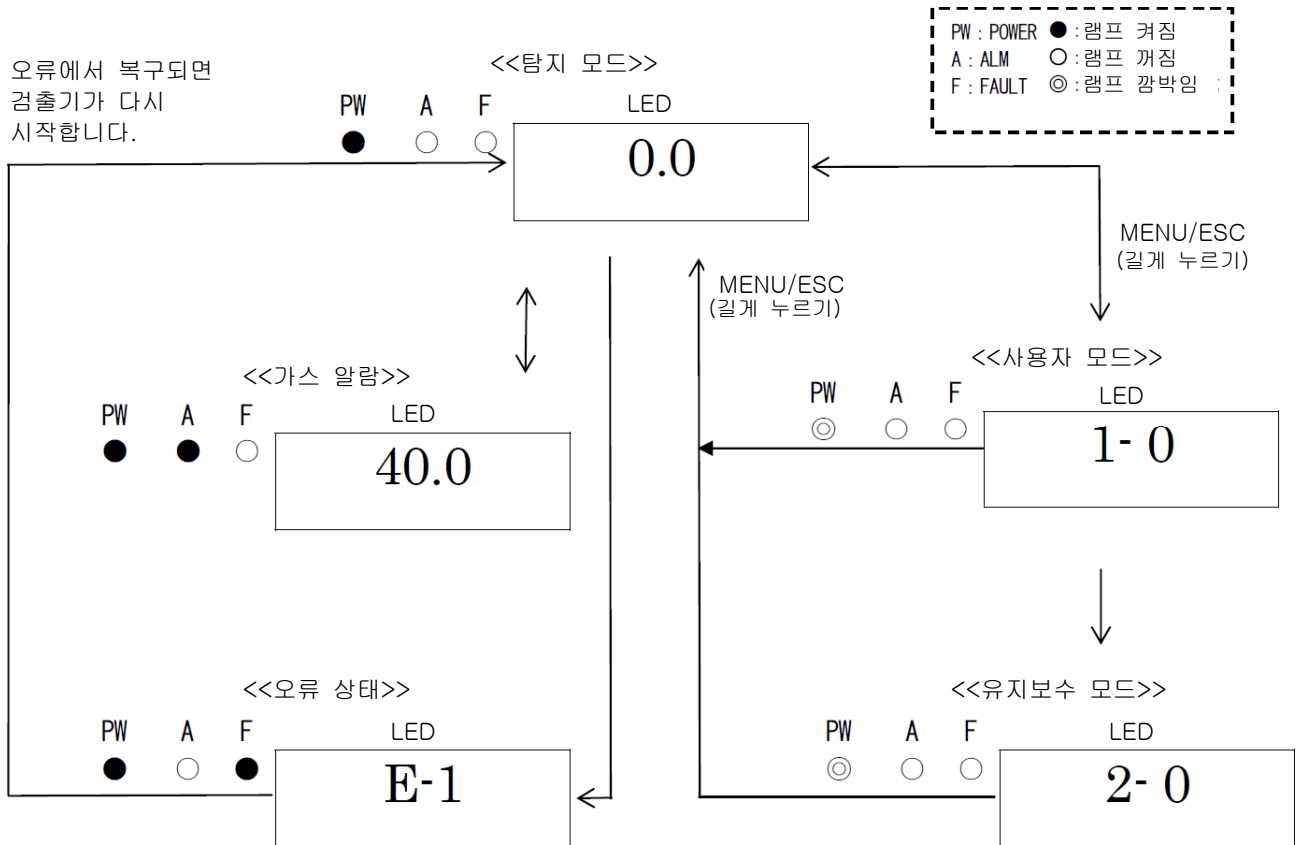 PW : POWER ● : 램프 켜짐
A : ALM ○ : 램프 꺼짐
F : FAULT ◎ : 램프 깜박임 :
오류에서 복구되면
검출기가 다시
시작합니다.
<<탐지 모드>>
PW A F LED
● ○ ○
0.0
MENU/ESC
(길게 누르기)
MENU/ESC
(길게 누르기)
<<가스 알람>>
PW A F LED
● ● ○
40.0
<<사용자 모드>>
PW A F LED
◎ ○ ○
1- 0
<<오류 상태>>
PW A F LED
● ○ ●
E-1
<<유지보수 모드>>
PW A F LED
◎ ○ ○
2- 0